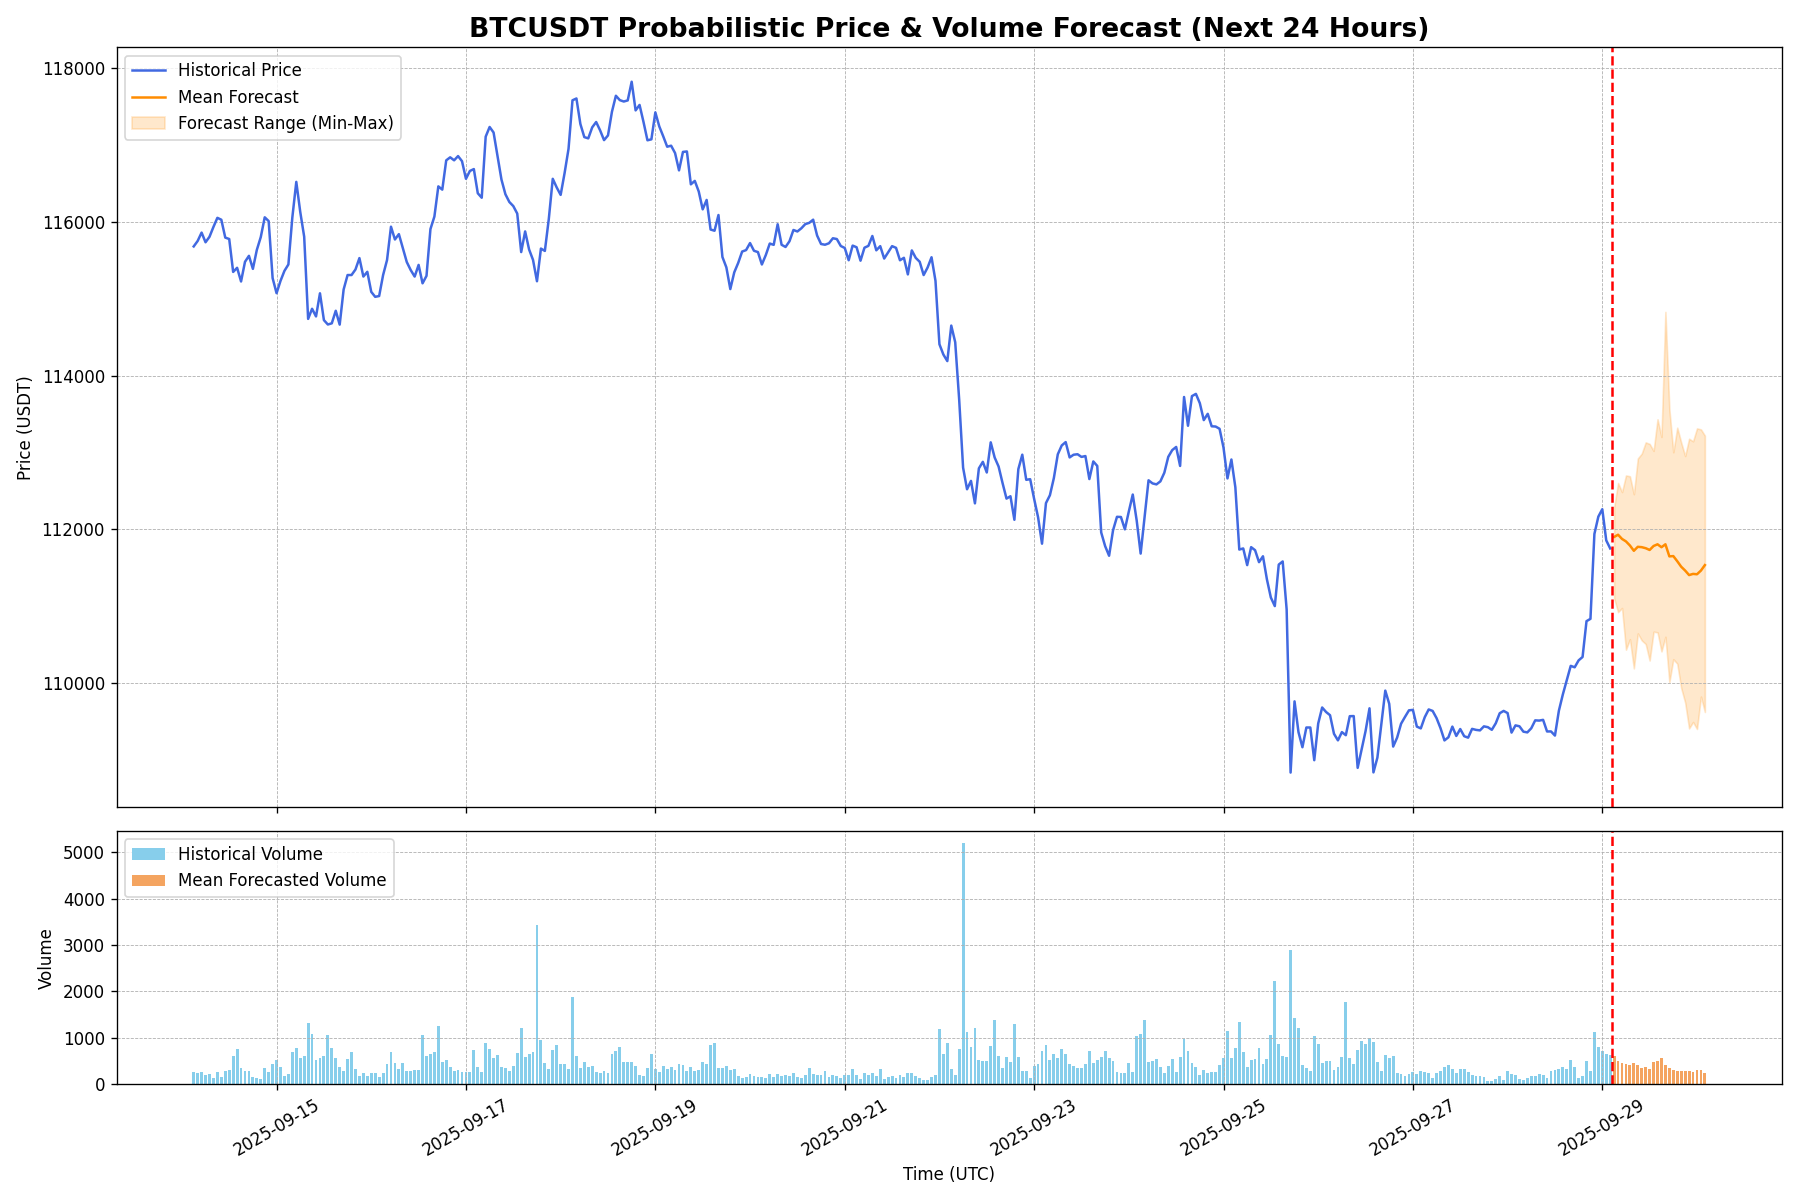 BTCUSDT Probabilistic Price & Volume Forecast (Next 24 Hours)
Historical Price
Mean Forecast
Forecast Range (Min-Max)
118000
116000
114000
112000
110000
Price (USDT)
Historical Volume
Mean Forecasted Volume
5000
4000
3000
2000
1000
0
Volume
2025-09-15
2025-09-17
2025-09-19
2025-09-21
2025-09-23
2025-09-25
2025-09-27
2025-09-29
Time (UTC)